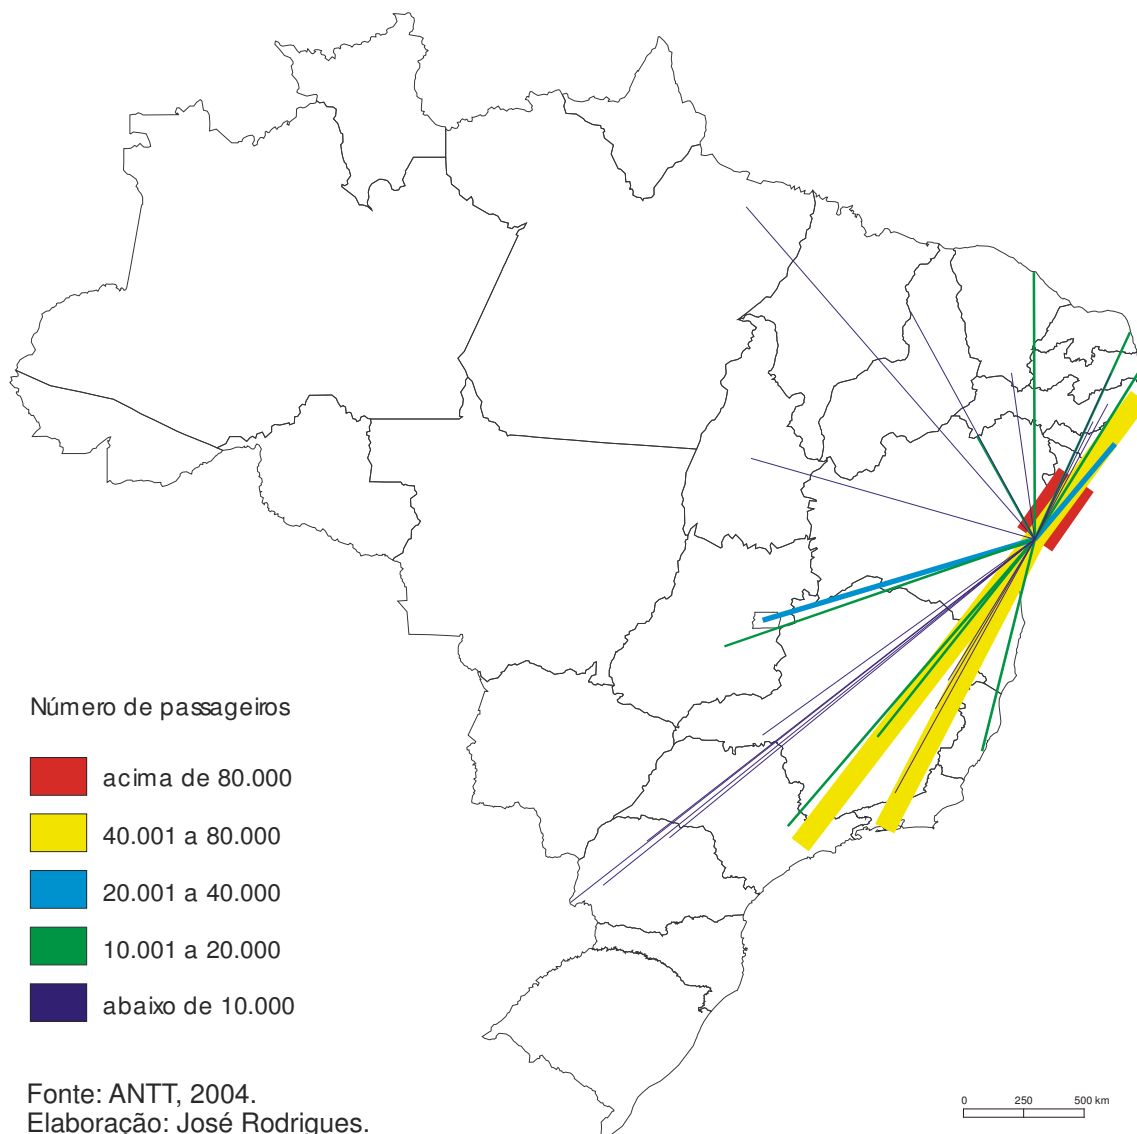 Número de passageiros
acima de 80.000
40.001 a 80.000
20.001 a 40.000
10.001 a 20.000
abaixo de 10.000
Fonte: ANTT, 2004.
Elaboração: José Rodrigues.
0 250 500 km